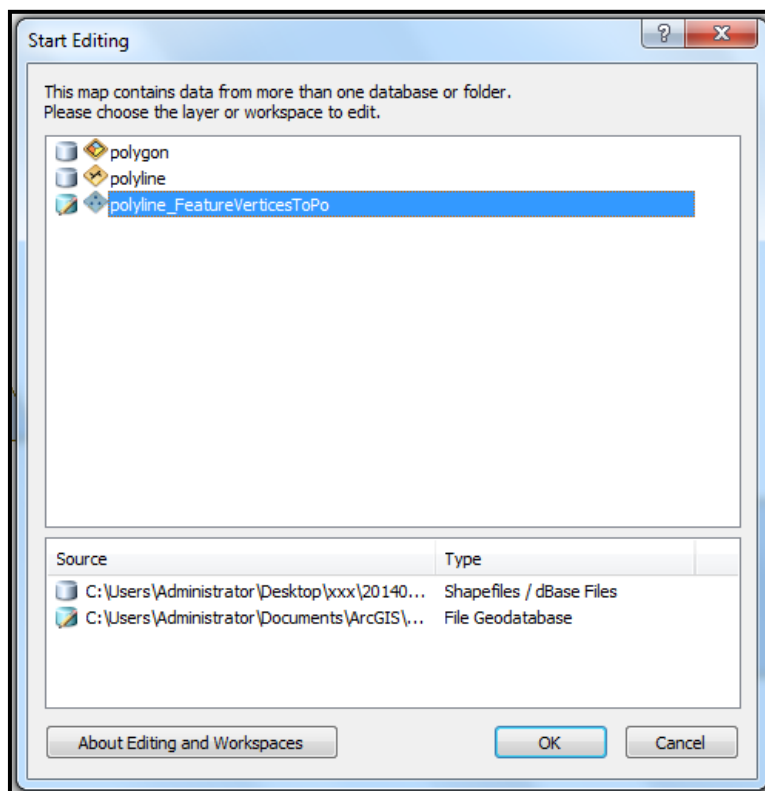 Start Editing
This map contains data from more than one database or folder.
Please choose the layer or workspace to edit.
polygon
polyline
polyline_FeatureVerticesToPo
Source Type
C:\Users\Administrator\Desktop\xxx\20140... Shapefiles / dBase Files
C:\Users\Administrator\Documents\ArcGIS\... File Geodatabase
About Editing and Workspaces OK Cancel